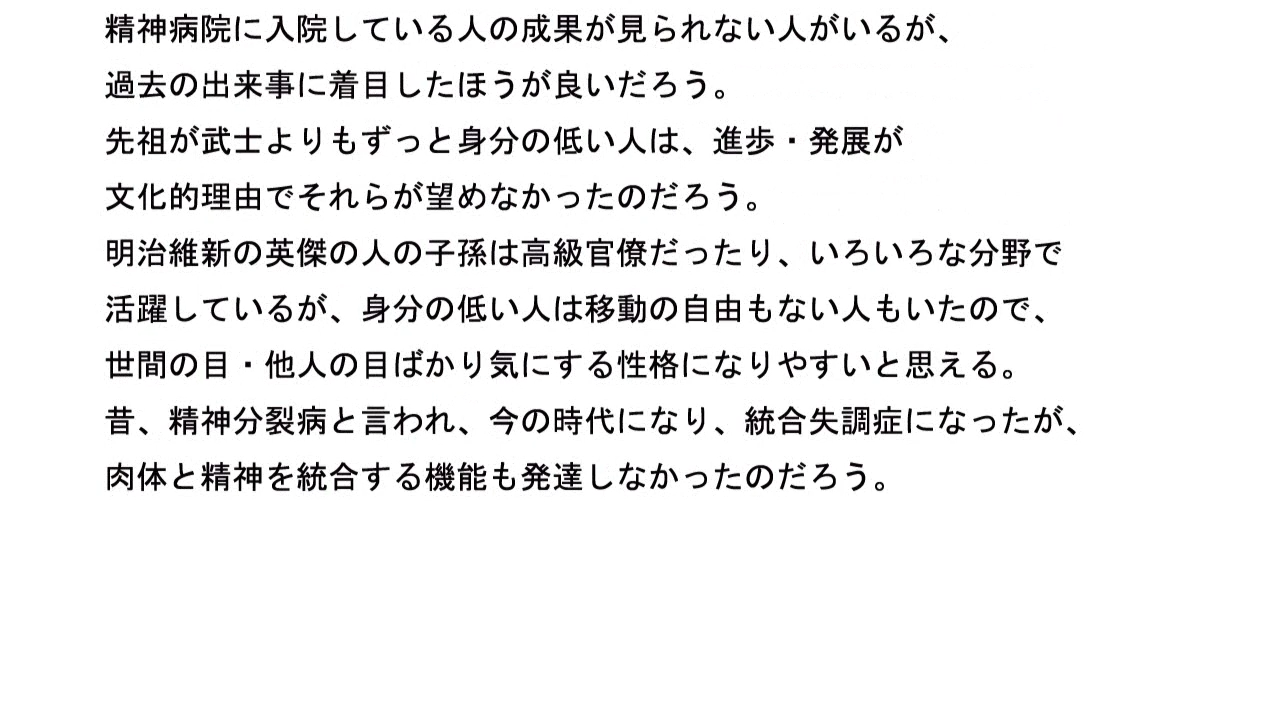 精神病院に入院している人の成果が見られない人がいるが、
過去の出来事に着目したほうが良いだろう。
先祖が武士よりもずっと身分の低い人は、進歩・発展が
文化的理由でそれらが望めなかったのだろう。
明治維新の英傑の人の子孫は高級官僚だったり、いろいろな分野で
活躍しているが、身分の低い人は移動の自由もない人もいたので、
世間の目・他人の目ばかり気にする性格になりやすいと思える。
昔、精神分裂病と言われ、今の時代になり、統合失調症になったが、
肉体と精神を統合する機能も発達しなかったのだろう。